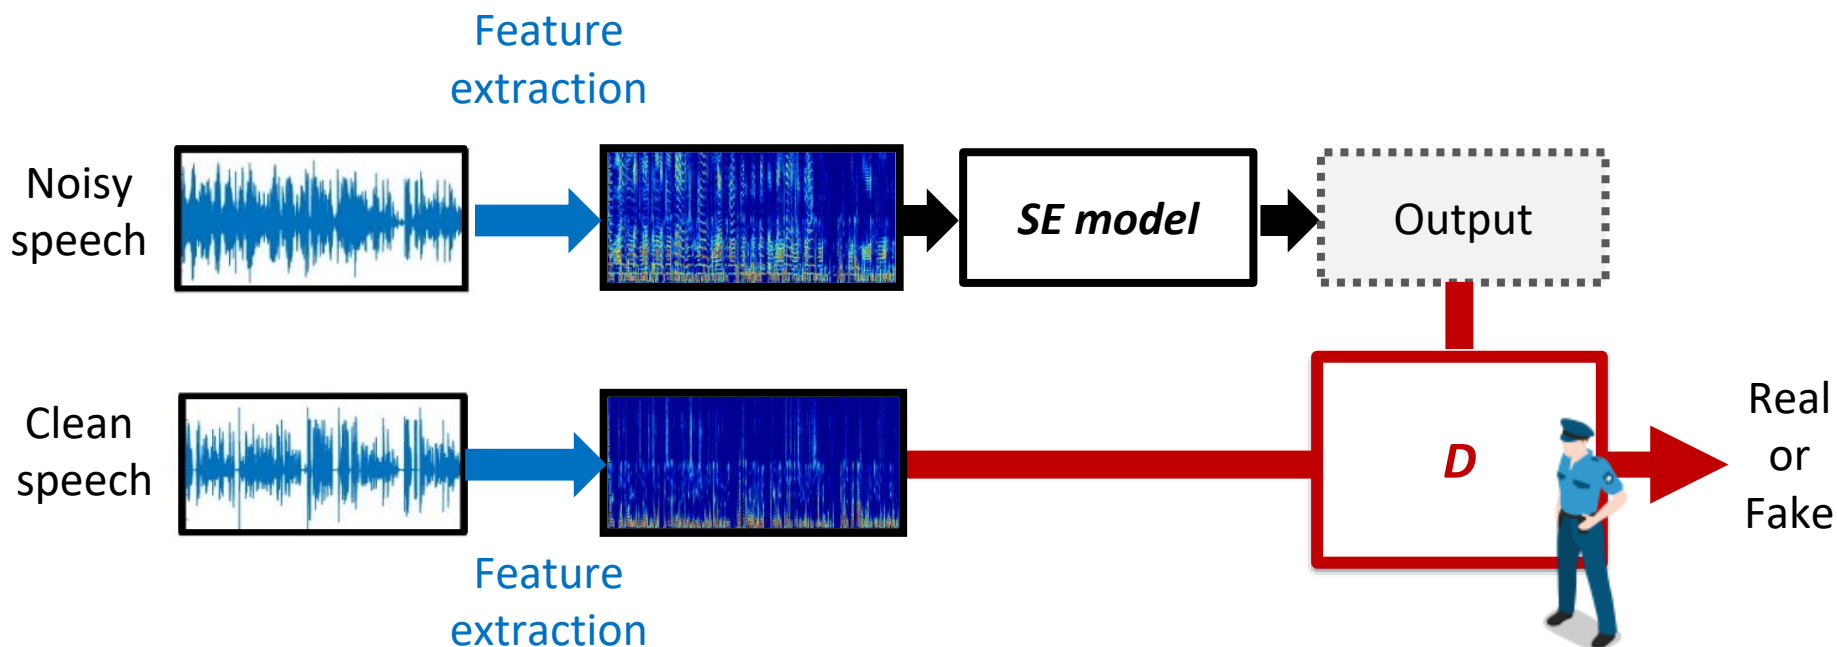 Feature
extraction
Noisy
speech
SE model
Output
Clean
speech
D
Real
or
Fake
Feature
extraction